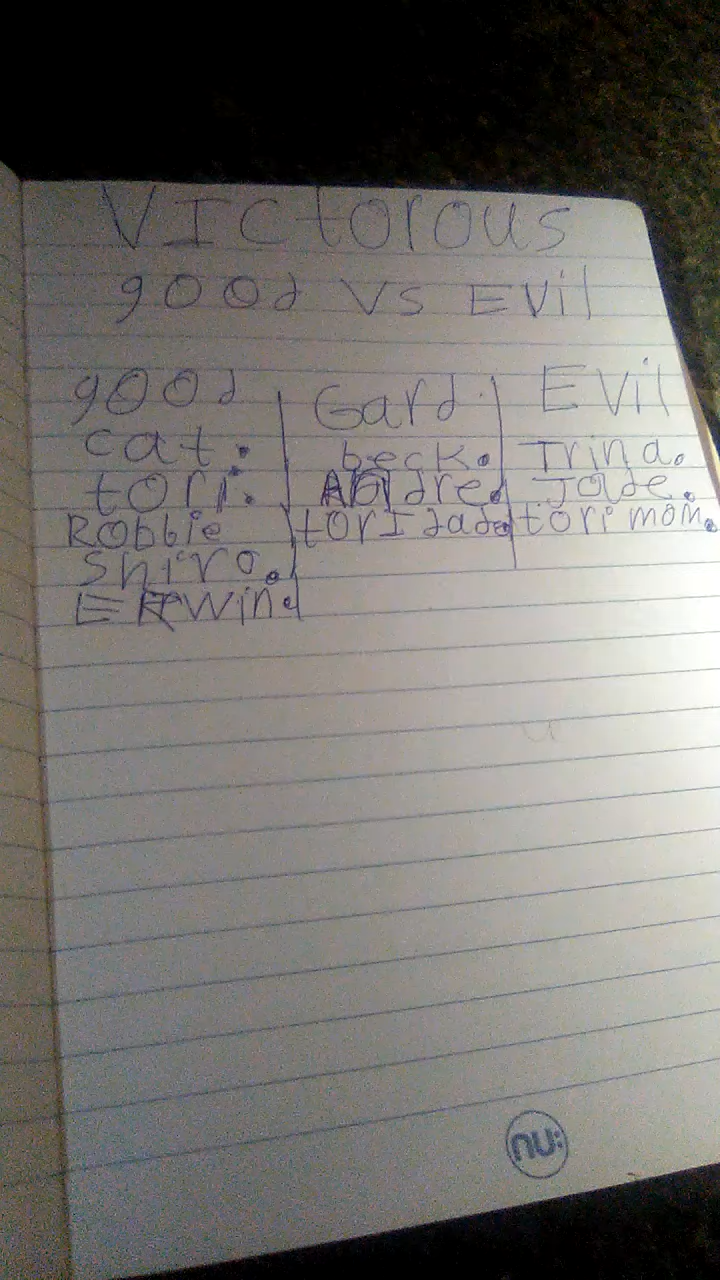 VICtorous
good VS EVil
good Gard. EVil
cat. beck. Trina.
tori. Andre. Jade.
Robbie torI dad. tori mom.
Shiro.
ERWin.
nu: